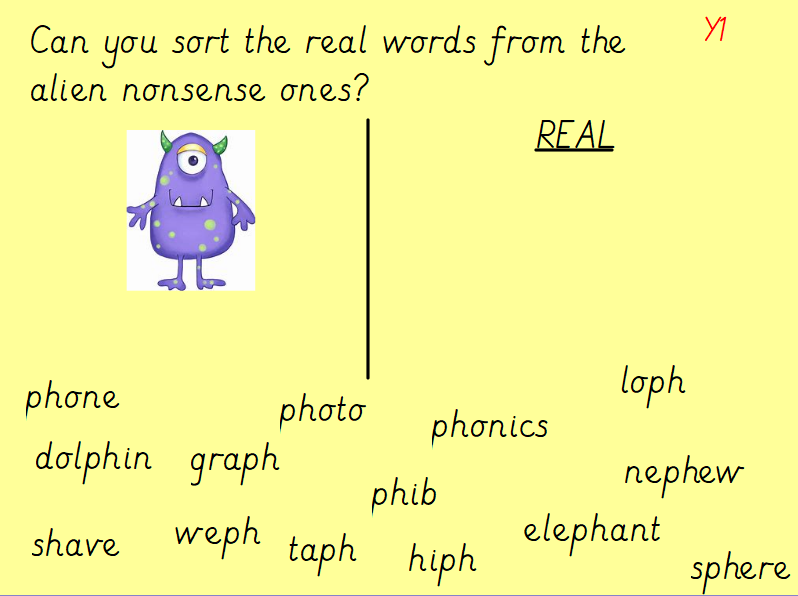 Can you sort the real words from the
alien nonsense ones?
Y1
REAL
phone
photo
phonics
loph
dolphin
graph
phib
nephew
shave
weph
taph
hiph
elephant
sphere